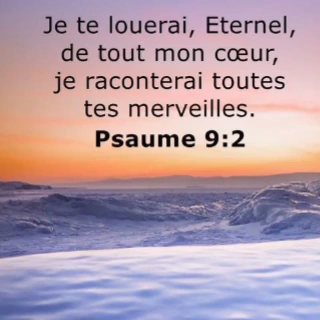 Je te louerai, Eternel,
de tout mon cœur,
je raconterai toutes
tes merveilles.
Psaume 9:2